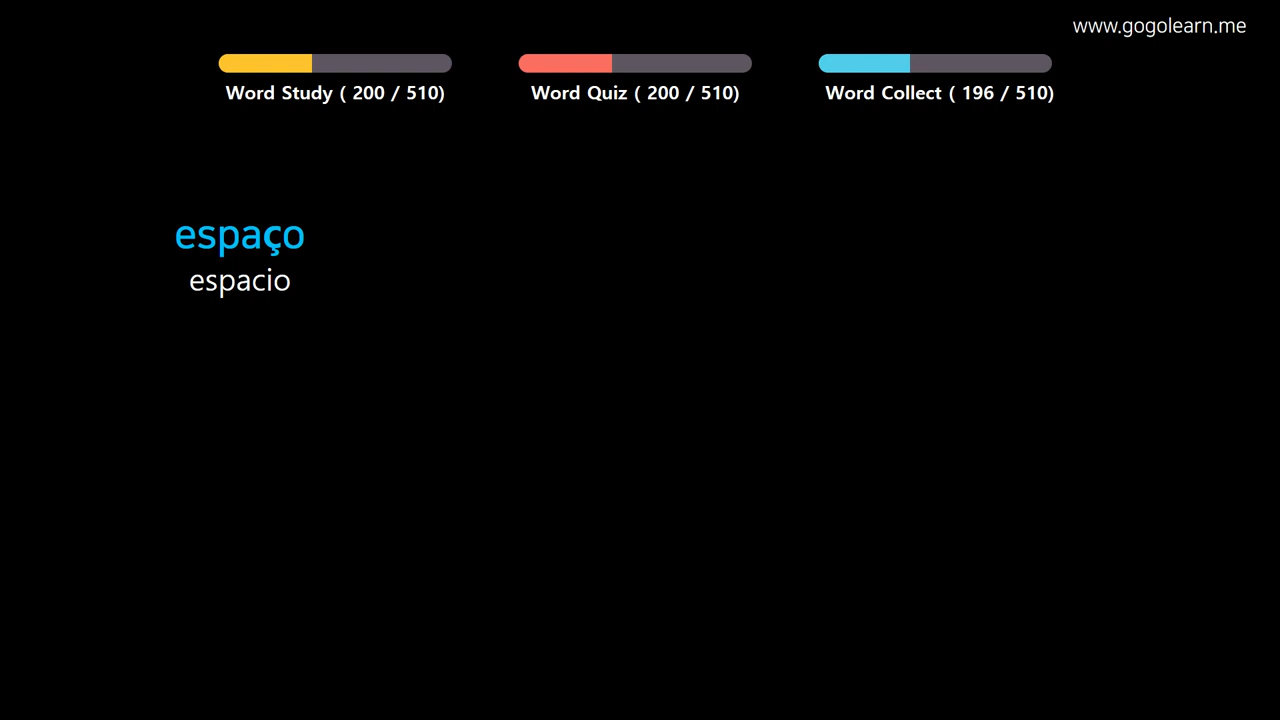 www.gogolearn.me
Word Study ( 200 / 510)
Word Quiz ( 200 / 510)
Word Collect ( 196 / 510)
espaço
espacio